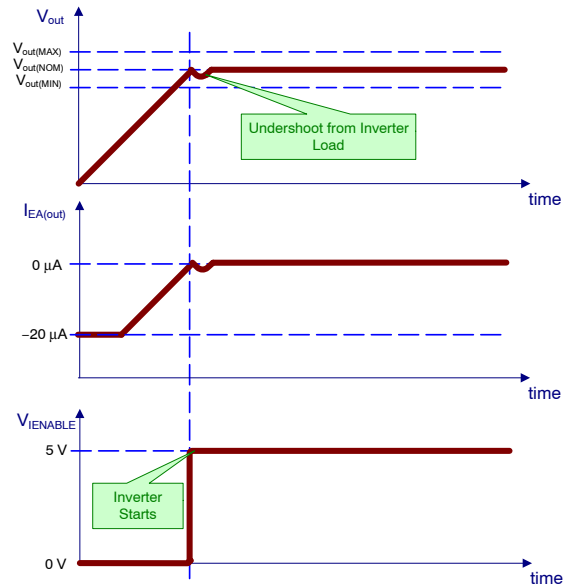 Vout
Vout(MAX)
Vout(NOM)
Vout(MIN)
Undershoot from Inverter
Load
time
IEA(out)
0 μA
−20 μA
time
VIENABLE
5 V
Inverter
Starts
0 V
time